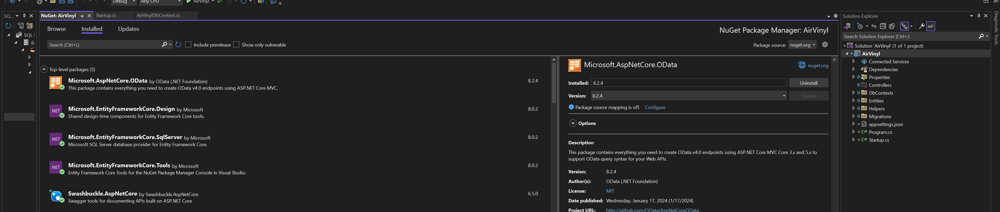 Debug
Any CPU
AirVinyl
SQ...
NuGet: AirVinyl
Startup.cs
AirVinylDbContext.cs
Browse
Installed
Updates
NuGet Package Manager: AirVinyl
Search (Ctrl+L)
Include prerelease
Show only vulnerable
Package source: nuget.org
SQL S
(lo
Top-level packages (5)
Microsoft.AspNetCore.OData by OData (.NET Foundation) 8.2.4
This package contains everything you need to create OData v4.0 endpoints using ASP.NET Core MVC.
.NET
Microsoft.EntityFrameworkCore.Design by Microsoft 8.0.2
Shared design-time components for Entity Framework Core tools.
.NET
Microsoft.EntityFrameworkCore.SqlServer by Microsoft 8.0.2
Microsoft SQL Server database provider for Entity Framework Core.
.NET
Microsoft.EntityFrameworkCore.Tools by Microsoft 8.0.2
Entity Framework Core Tools for the NuGet Package Manager Console in Visual Studio.
Swashbuckle.AspNetCore by Swashbuckle.AspNetCore 6.5.0
Swagger tools for documenting APIs built on ASP.NET Core
Microsoft.AspNetCore.OData
nuget.org
Installed: 8.2.4
Uninstall
Version: 8.2.4
Update
Package source mapping is off. Configure
Options
Description
This package contains everything you need to create OData v4.0 endpoints using ASP.NET Core MVC Core 3.x and 5.x to
support OData query syntax for your Web APIs.
Version: 8.2.4
Author(s): OData (.NET Foundation)
License: MIT
Date published: Wednesday, January 17, 2024 (1/17/2024)
Project URL: http://github.com/OData/AspNetCoreOData
Solution Explorer
Search Solution Explorer (Ctrl+;)
Solution 'AirVinyl' (1 of 1 project)
AirVinyl
Connected Services
Dependencies
Properties
Controllers
DbContexts
Entities
Helpers
Migrations
appsettings.json
C# Program.cs
C# Startup.cs
Diagnostic Tools